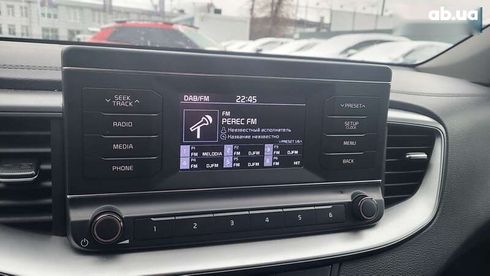 ab.ua
DAB/FM
22:45
SEEK
TRACK
RADIO
MEDIA
PHONE
FM
PEREC FM
Неизвестный исполнитель
Название неизвестно
PRESET
SETUP
CLOCK
MENU
BACK
FM MELODIA
FM DJFM
FM DJFM
FM DJFM
FM DJFM
FM HIT
1 2 3 4 5 6